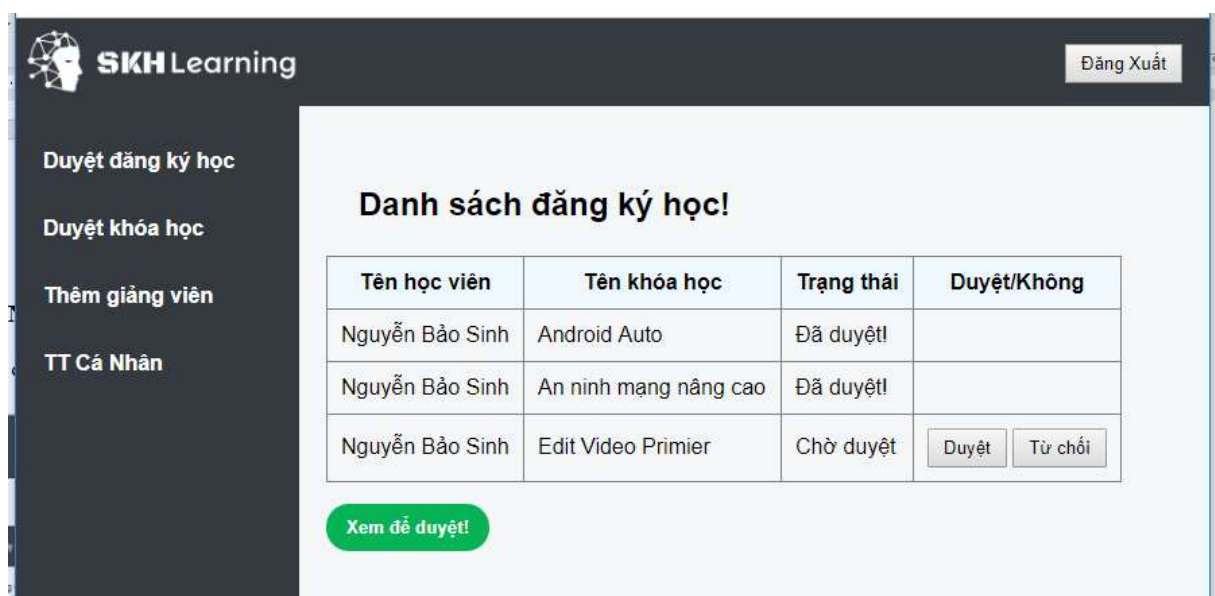 SKH Learning
Đăng Xuất
Duyệt đăng ký học
Duyệt khóa học
Thêm giảng viên
TT Cá Nhân
Danh sách đăng ký học!
Tên học viên Tên khóa học Trạng thái Duyệt/Không
Nguyễn Bảo Sinh Android Auto Đã duyệt!
Nguyễn Bảo Sinh An ninh mạng nâng cao Đã duyệt!
Nguyễn Bảo Sinh Edit Video Primier Chờ duyệt Duyệt Từ chối
Xem để duyệt!